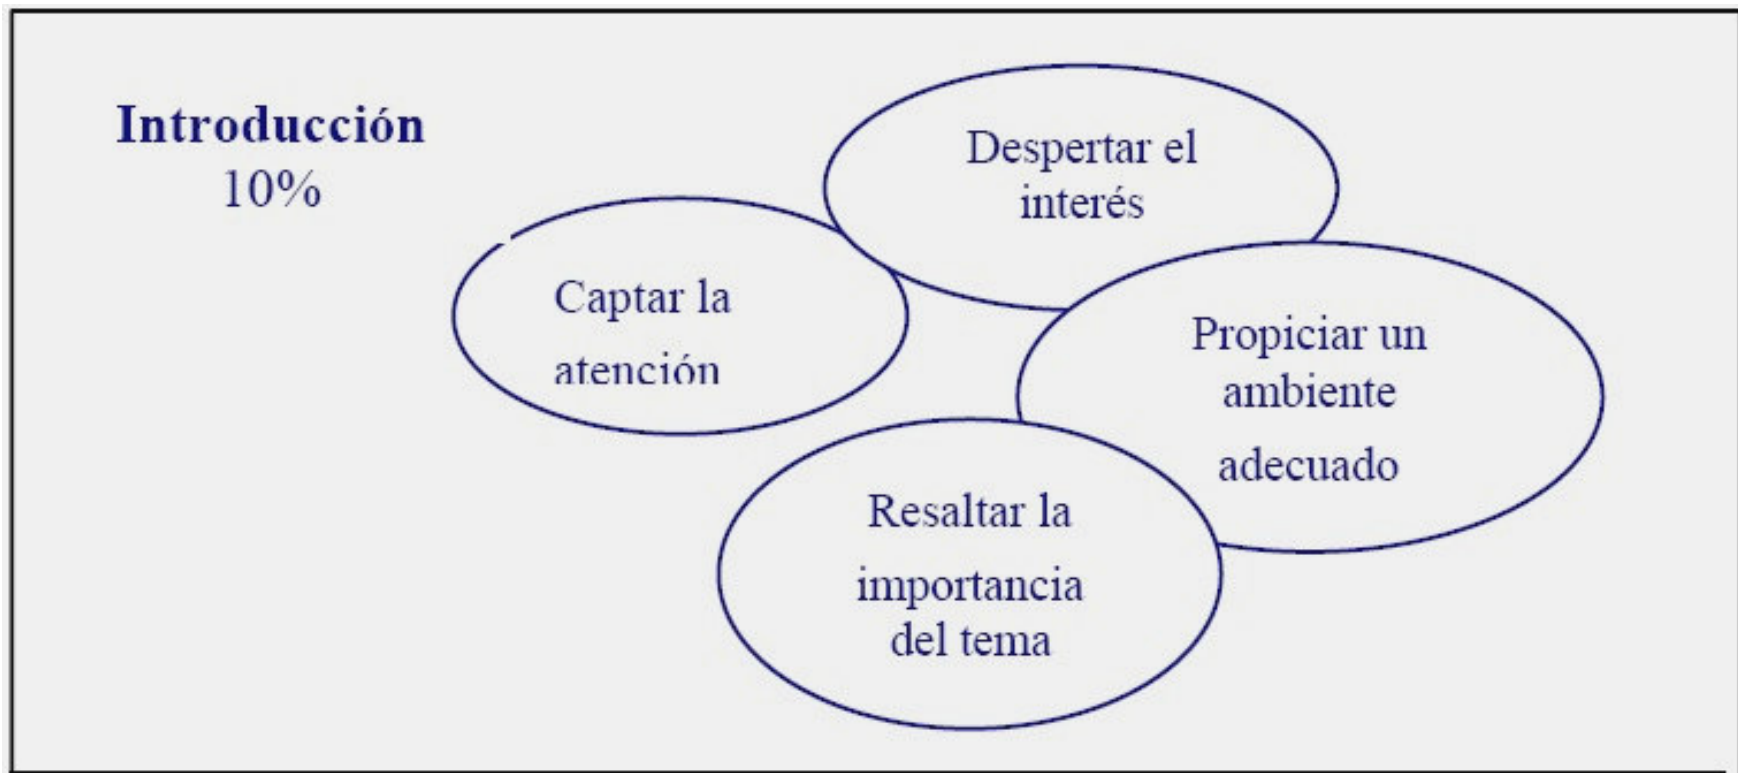 Introducción
10%
Despertar el
interés
Captar la
atención
Propiciar un
ambiente
adecuado
Resaltar la
importancia
del tema